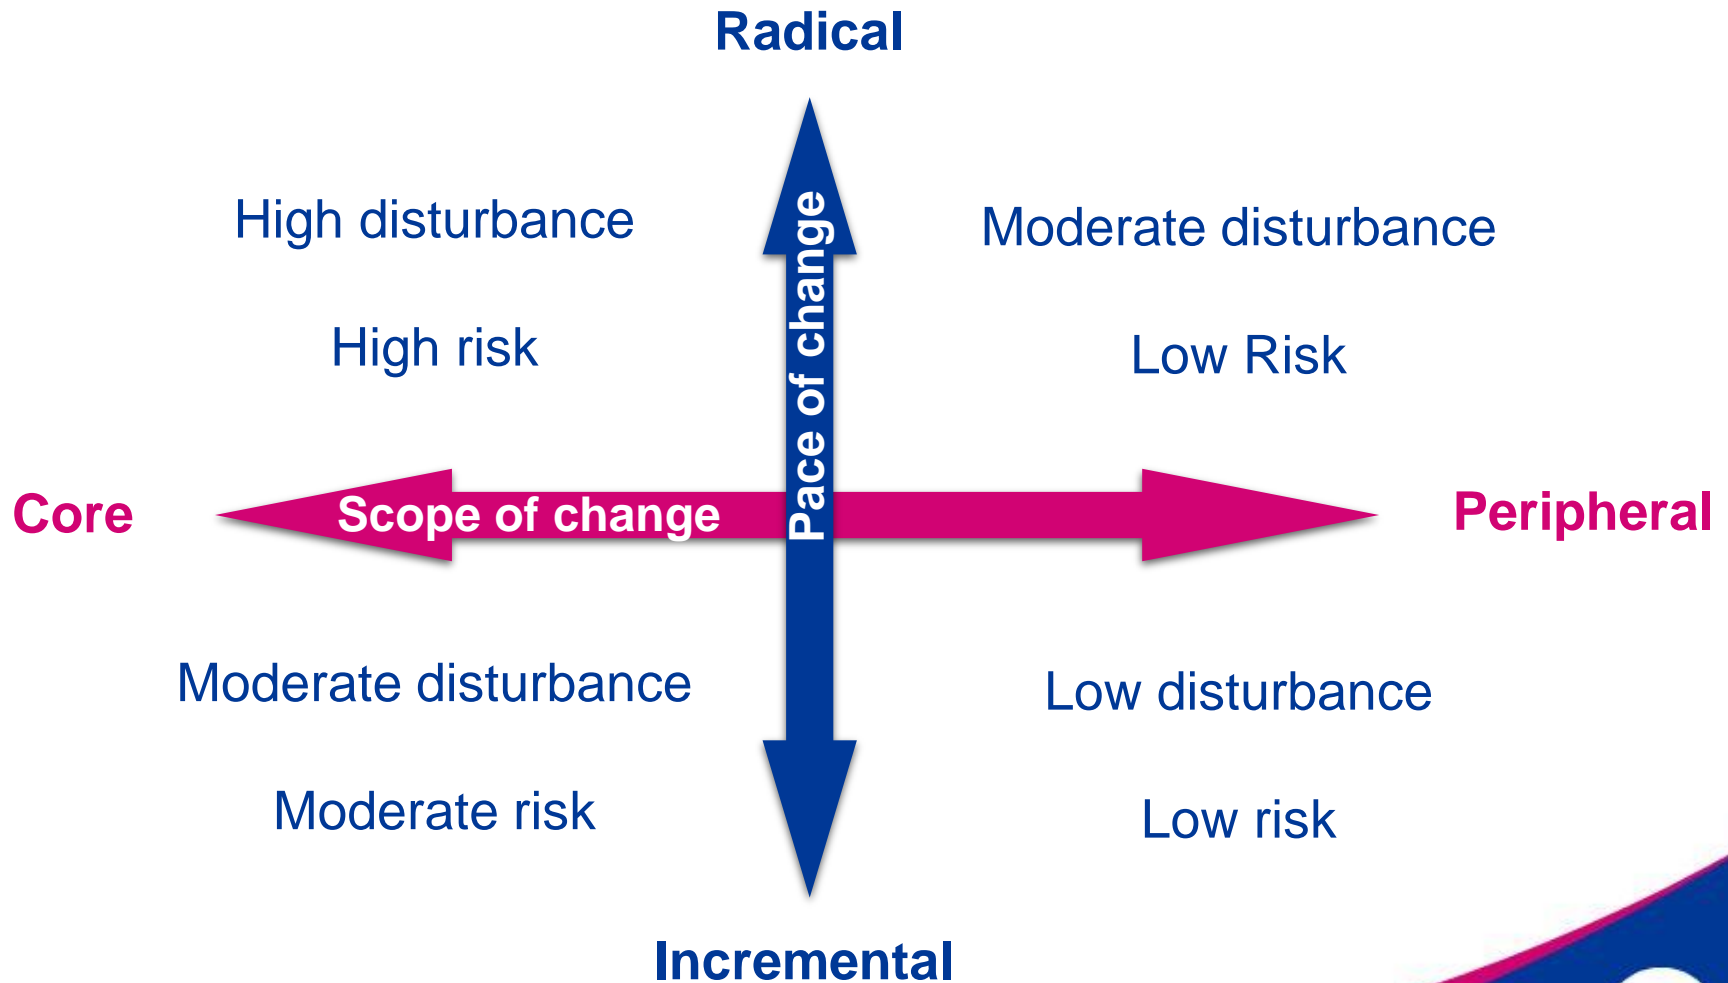 Radical
High disturbance
Moderate disturbance
High risk
Low Risk
Pace of change
Core
Scope of change
Peripheral
Moderate disturbance
Low disturbance
Moderate risk
Low risk
Incremental